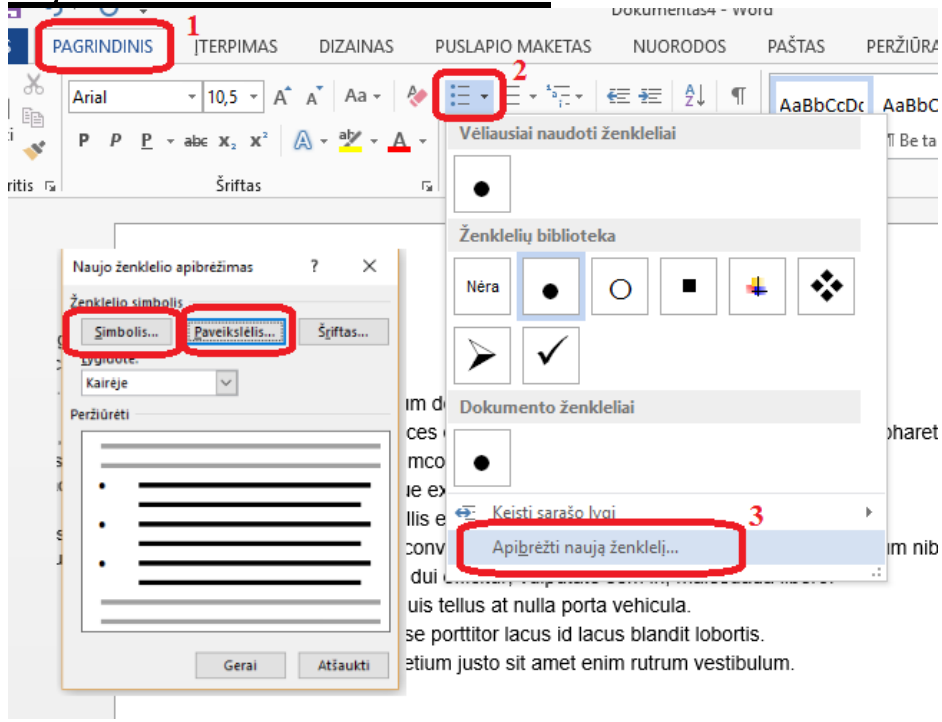 Dokumentas4 - Word
1
PAGRINDINIS ĮTERPIMAS DIZAINAS PUSLAPIO MAKETAS NUORODOS PAŠTAS PERŽIŪRA
2
Arial 10,5 Aa AaBbCcDc AaBbC
P P P abc x₂ x² A aby A ¶ Be ta
ritis Šriftas
Vėliausiai naudoti ženkleliai
Ženklelių biblioteka
Nėra
Dokumento ženkleliai
Keisti sąrašo lygį
3
Apibrėžti naują ženklelį...
Naujo ženklelio apibrėžimas ? ×
Ženklelio simbolis
Simbolis... Paveikslėlis... Šriftas...
Lygiuotė:
Kairėje
Peržiūrėti
Gerai Atšaukti
um d
ces pharet
mco
ue ex
llis e
conv um nib
uis tellus at nulla porta vehicula.
se porttitor lacus id lacus blandit lobortis.
etium justo sit amet enim rutrum vestibulum.